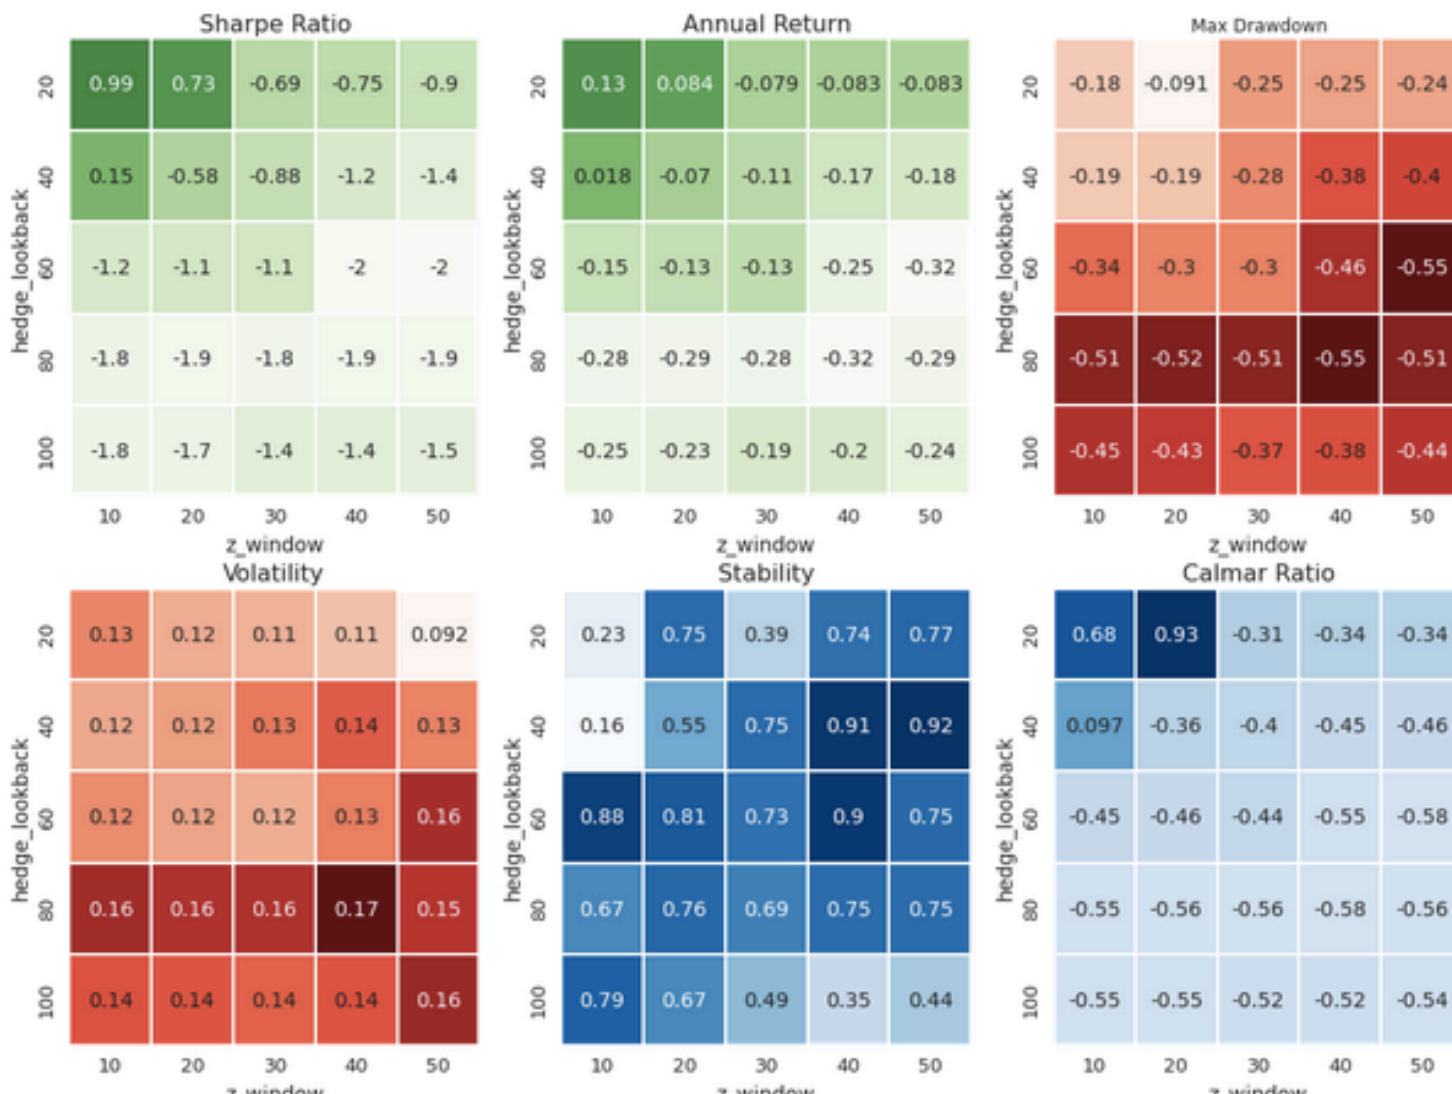 Sharpe Ratio
Annual Return
Max Drawdown
20 0.99 0.73 -0.69 -0.75 -0.9
20 0.13 0.084 -0.079 -0.083 -0.083
20 -0.18 -0.091 -0.25 -0.25 -0.24
40 0.15 -0.58 -0.88 -1.2 -1.4
40 0.018 -0.07 -0.11 -0.17 -0.18
40 -0.19 -0.19 -0.28 -0.38 -0.4
hedge_lookback
hedge_lookback
hedge_lookback
60 -1.2 -1.1 -1.1 -2 -2
60 -0.15 -0.13 -0.13 -0.25 -0.32
60 -0.34 -0.3 -0.3 -0.46 -0.55
80 -1.8 -1.9 -1.8 -1.9 -1.9
80 -0.28 -0.29 -0.28 -0.32 -0.29
80 -0.51 -0.52 -0.51 -0.55 -0.51
100 -1.8 -1.7 -1.4 -1.4 -1.5
100 -0.25 -0.23 -0.19 -0.2 -0.24
100 -0.45 -0.43 -0.37 -0.38 -0.44
10 20 30 40 50
10 20 30 40 50
10 20 30 40 50
z_window
z_window
z_window
Volatility
Stability
Calmar Ratio
20 0.13 0.12 0.11 0.11 0.092
20 0.23 0.75 0.39 0.74 0.77
20 0.68 0.93 -0.31 -0.34 -0.34
40 0.12 0.12 0.13 0.14 0.13
40 0.16 0.55 0.75 0.91 0.92
40 0.097 -0.36 -0.4 -0.45 -0.46
hedge_lookback
hedge_lookback
hedge_lookback
60 0.12 0.12 0.12 0.13 0.16
60 0.88 0.81 0.73 0.9 0.75
60 -0.45 -0.46 -0.44 -0.55 -0.58
80 0.16 0.16 0.16 0.17 0.15
80 0.67 0.76 0.69 0.75 0.75
80 -0.55 -0.56 -0.56 -0.58 -0.56
100 0.14 0.14 0.14 0.14 0.16
100 0.79 0.67 0.49 0.35 0.44
100 -0.55 -0.55 -0.52 -0.52 -0.54
10 20 30 40 50
10 20 30 40 50
10 20 30 40 50
z_window
z_window
z_window